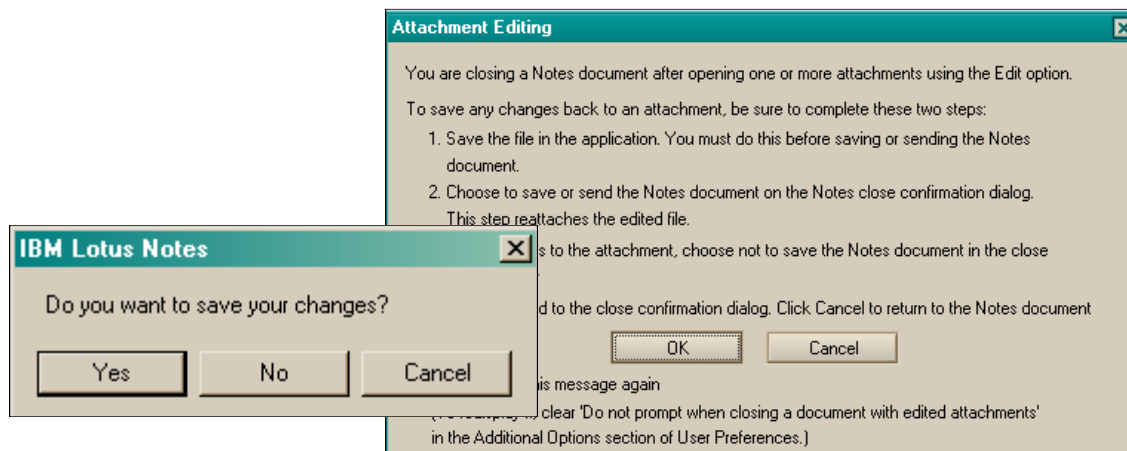 Attachment Editing
You are closing a Notes document after opening one or more attachments using the Edit option.
To save any changes back to an attachment, be sure to complete these two steps:
1. Save the file in the application. You must do this before saving or sending the Notes
document.
2. Choose to save or send the Notes document on the Notes close confirmation dialog.
This step reattaches the edited file.
s to the attachment, choose not to save the Notes document in the close
d to the close confirmation dialog. Click Cancel to return to the Notes document
OK Cancel
is message again
clear 'Do not prompt when closing a document with edited attachments'
in the Additional Options section of User Preferences.)
IBM Lotus Notes
Do you want to save your changes?
Yes No Cancel